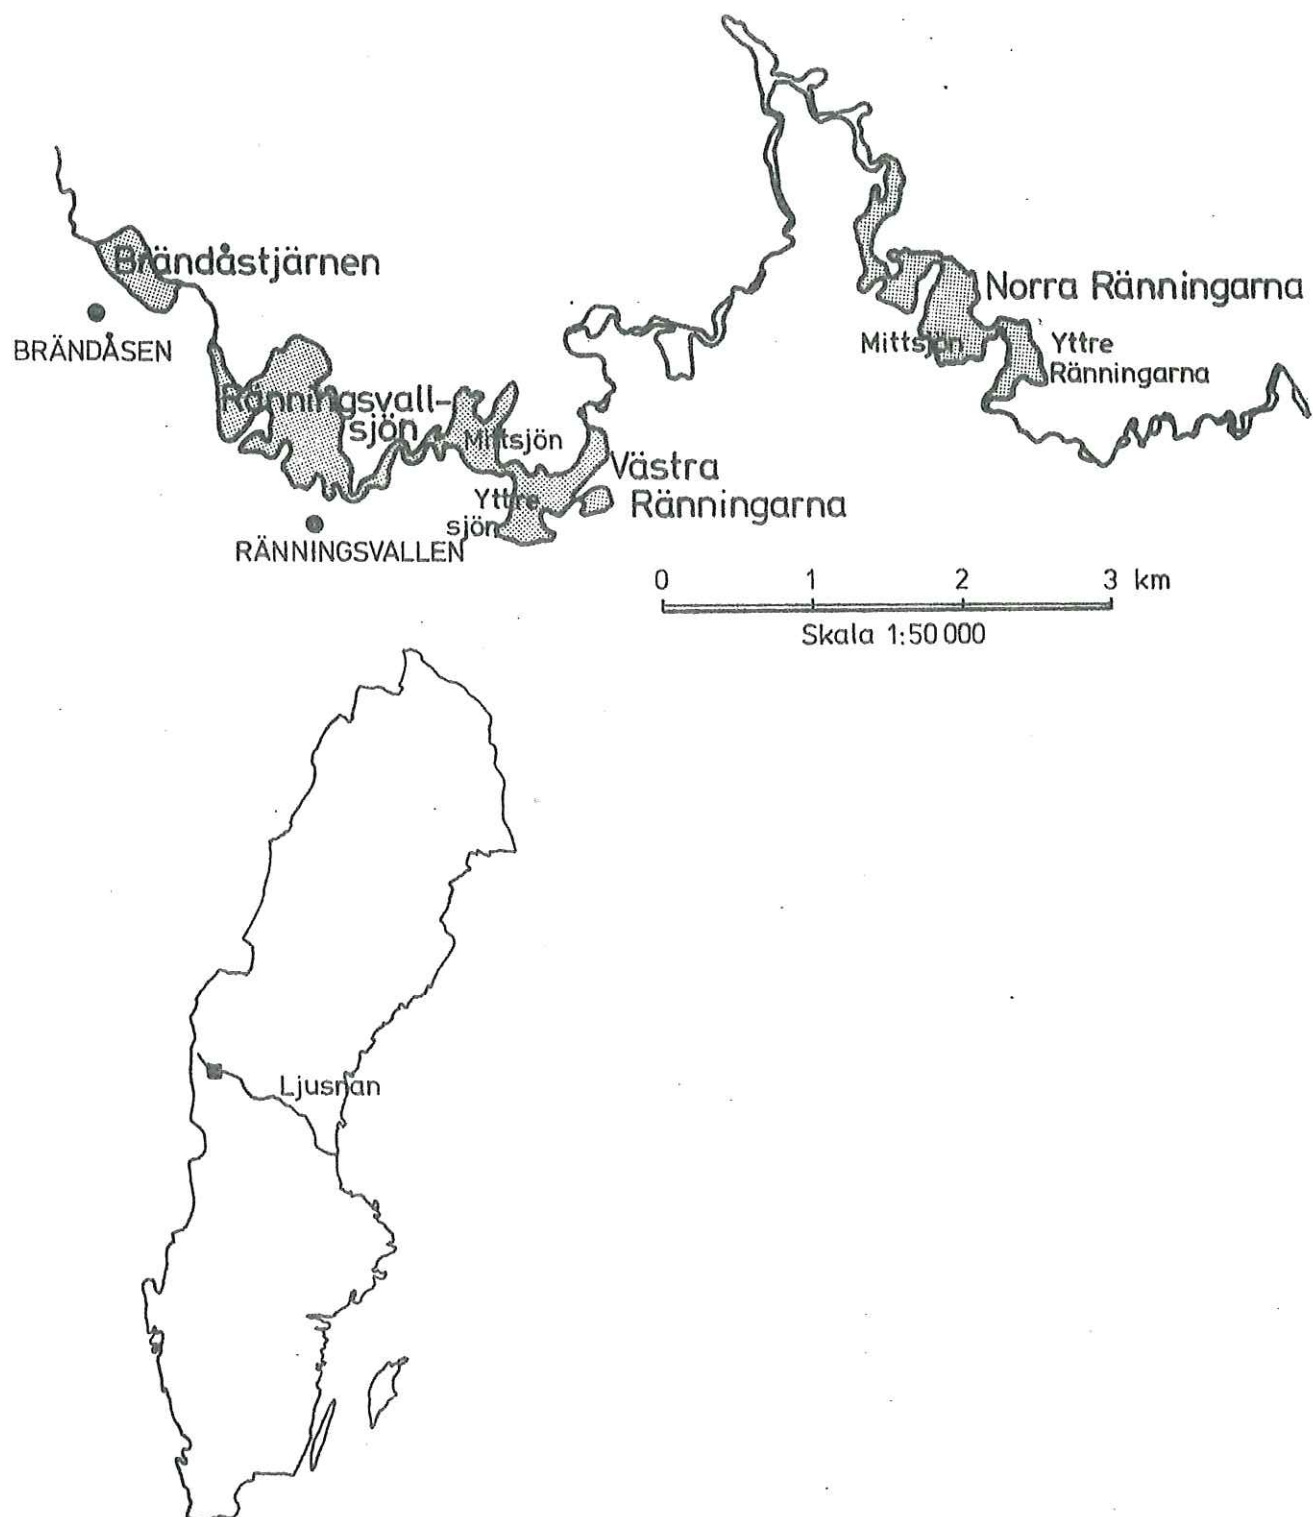 Brändåstjärnen
BRÄNDÅSEN
Ränningsvall-
sjön
Mittsjön
Yttre
sjön
RÄNNINGSVALLEN
Västra
Ränningarna
Norra Ränningarna
Mittsjön
Yttre
Ränningarna
0 1 2 3 km
Skala 1:50 000
Ljusnan